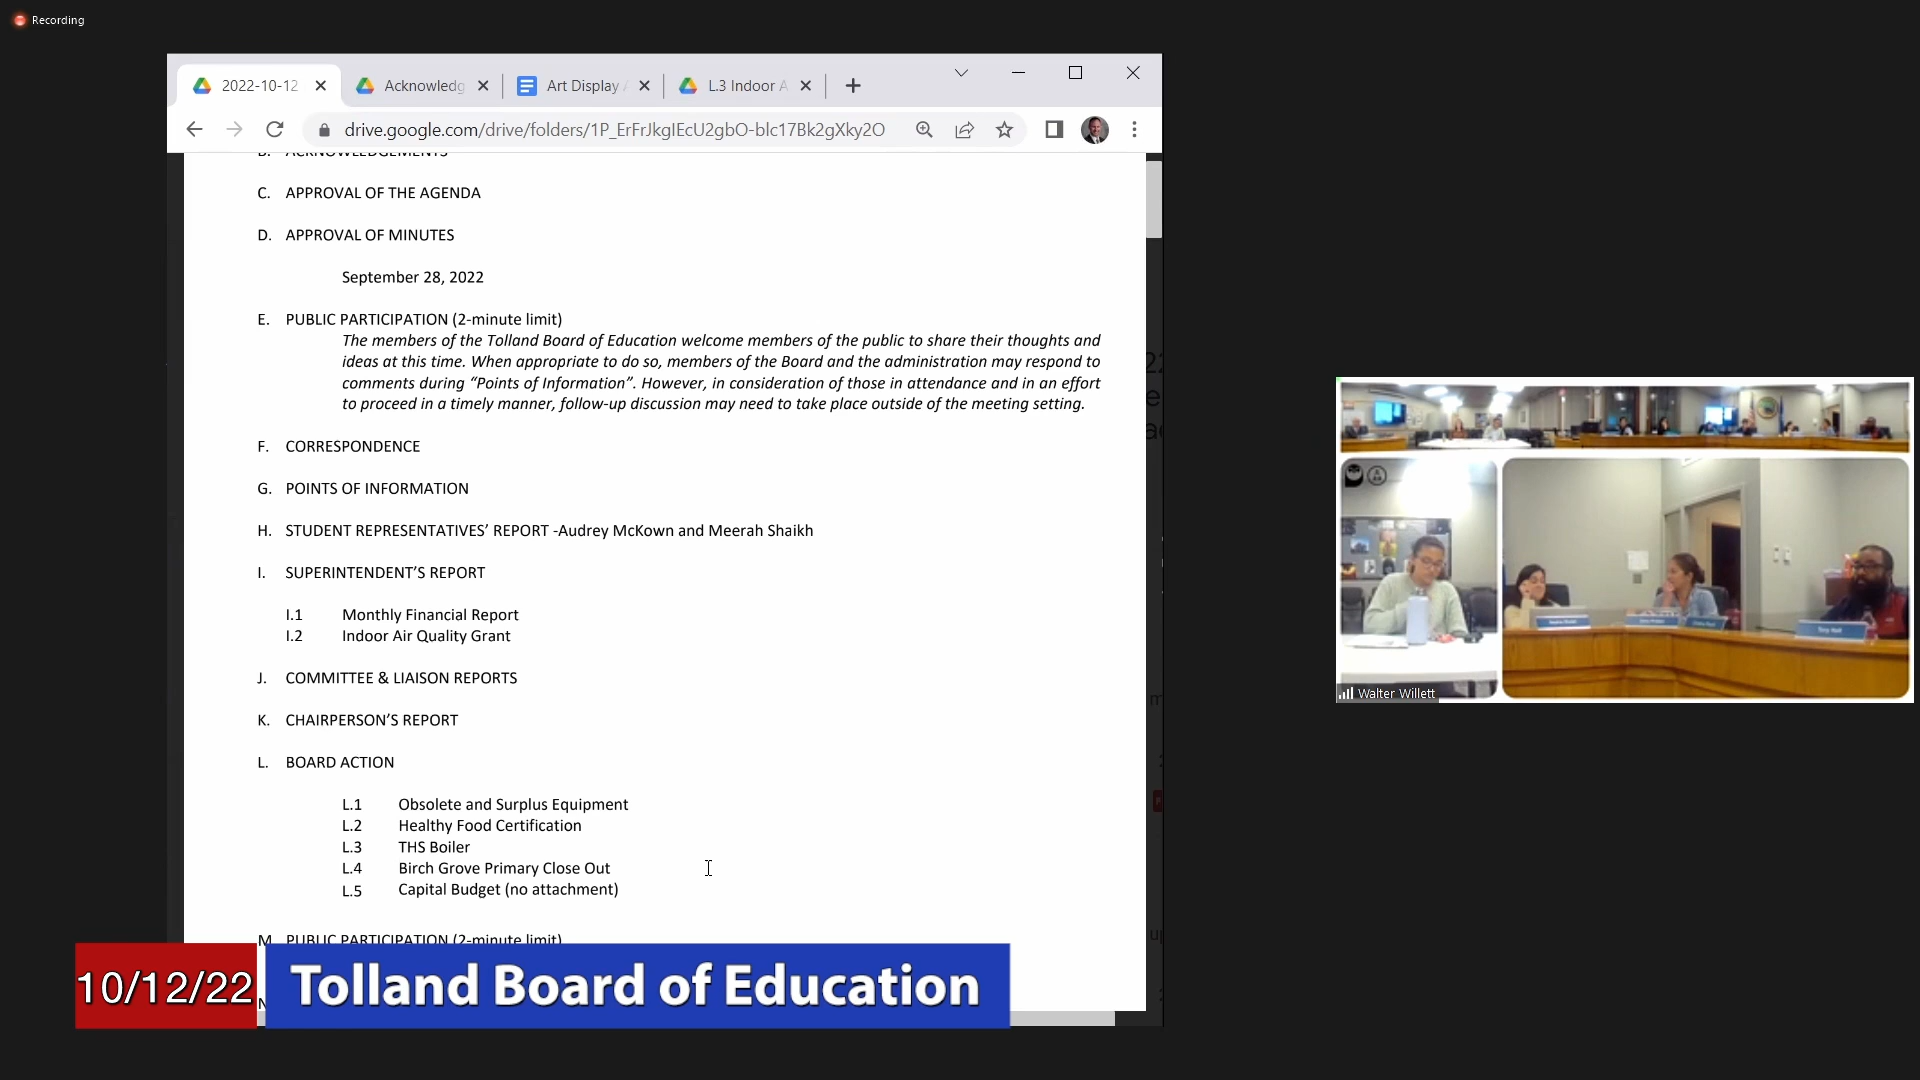 Recording
2022-10-12
Acknowledg
Art Display
L.3 Indoor A
drive.google.com/drive/folders/1P_ErFrJkgIEcU2gbO-blc17Bk2gXky2O
B. ACKNOWLEDGEMENTS
C. APPROVAL OF THE AGENDA
D. APPROVAL OF MINUTES
September 28, 2022
E. PUBLIC PARTICIPATION (2-minute limit)
The members of the Tolland Board of Education welcome members of the public to share their thoughts and
ideas at this time. When appropriate to do so, members of the Board and the administration may respond to
comments during “Points of Information”. However, in consideration of those in attendance and in an effort
to proceed in a timely manner, follow-up discussion may need to take place outside of the meeting setting.
F. CORRESPONDENCE
G. POINTS OF INFORMATION
H. STUDENT REPRESENTATIVES’ REPORT -Audrey McKown and Meerah Shaikh
I. SUPERINTENDENT’S REPORT
I.1 Monthly Financial Report
I.2 Indoor Air Quality Grant
J. COMMITTEE & LIAISON REPORTS
K. CHAIRPERSON’S REPORT
L. BOARD ACTION
L.1 Obsolete and Surplus Equipment
L.2 Healthy Food Certification
L.3 THS Boiler
L.4 Birch Grove Primary Close Out
L.5 Capital Budget (no attachment)
M. PUBLIC PARTICIPATION (2-minute limit)
10/12/22 Tolland Board of Education
Walter Willett